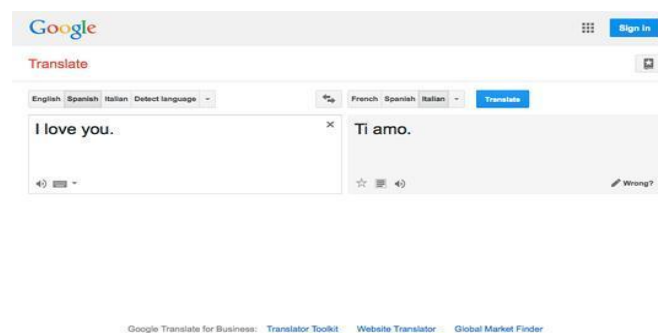 Google Sign in
Translate
English Spanish Italian Detect language French Spanish Italian Translate
I love you. Ti amo.
Wrong?
Google Translate for Business: Translator Toolkit Website Translator Global Market Finder